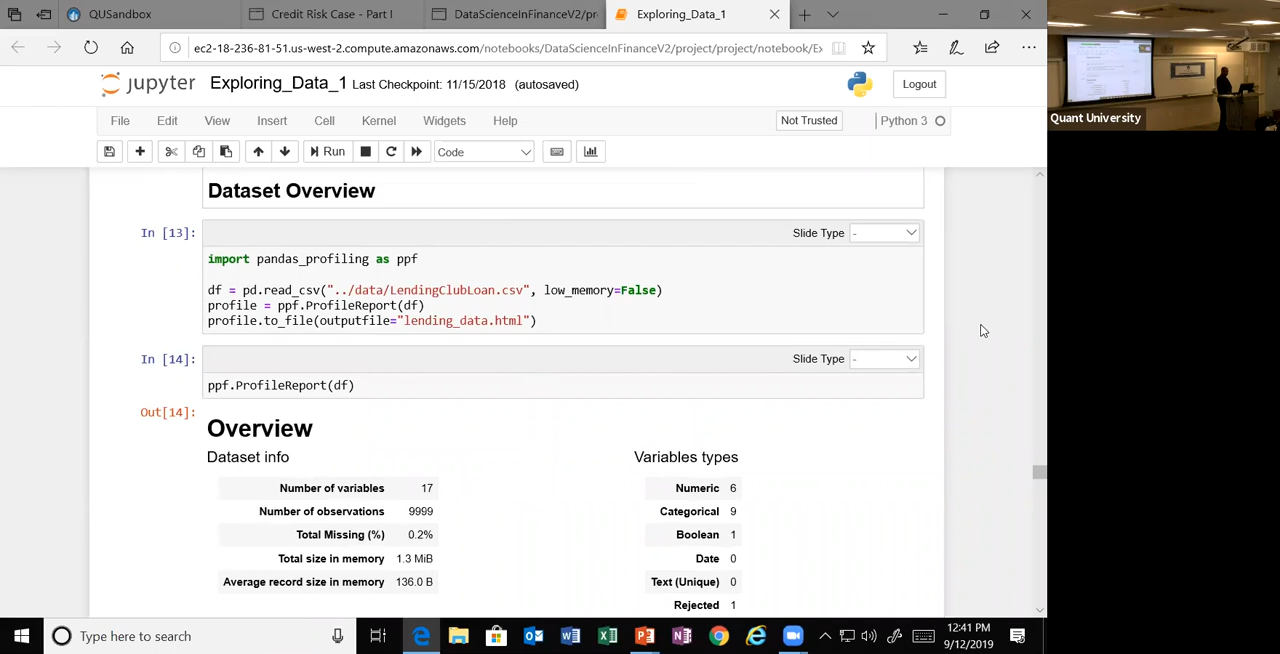 QUSandbox
Credit Risk Case - Part I
DataScienceInFinanceV2/pr
Exploring_Data_1
ec2-18-236-81-51.us-west-2.compute.amazonaws.com/notebooks/DataScienceInFinanceV2/project/project/notebook/Ex
jupyter Exploring_Data_1 Last Checkpoint: 11/15/2018 (autosaved)
Logout
File Edit View Insert Cell Kernel Widgets Help
Not Trusted
Python 3
Run
Code
Quant University
Dataset Overview
Slide Type -
In [13]:
import pandas_profiling as ppf
df = pd.read_csv("../data/LendingClubLoan.csv", low_memory=False)
profile = ppf.ProfileReport(df)
profile.to_file(outputfile="lending_data.html")
In [14]:
Slide Type -
ppf.ProfileReport(df)
Out[14]:
Overview
Dataset info
Number of variables 17
Number of observations 9999
Total Missing (%) 0.2%
Total size in memory 1.3 MiB
Average record size in memory 136.0 B
Variables types
Numeric 6
Categorical 9
Boolean 1
Date 0
Text (Unique) 0
Rejected 1
Type here to search
12:41 PM
9/12/2019